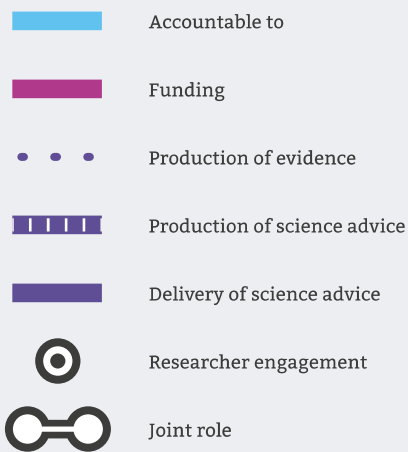 Accountable to
Funding
Production of evidence
Production of science advice
Delivery of science advice
Researcher engagement
Joint role